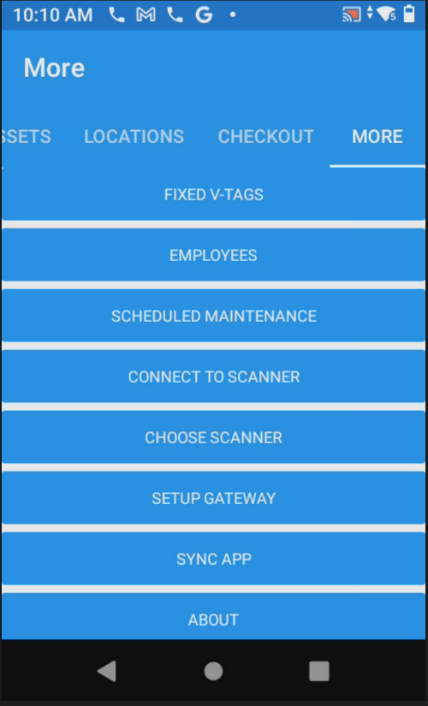 10:10 AM
More
SSETS LOCATIONS CHECKOUT MORE
FIXED V-TAGS
EMPLOYEES
SCHEDULED MAINTENANCE
CONNECT TO SCANNER
CHOOSE SCANNER
SETUP GATEWAY
SYNC APP
ABOUT